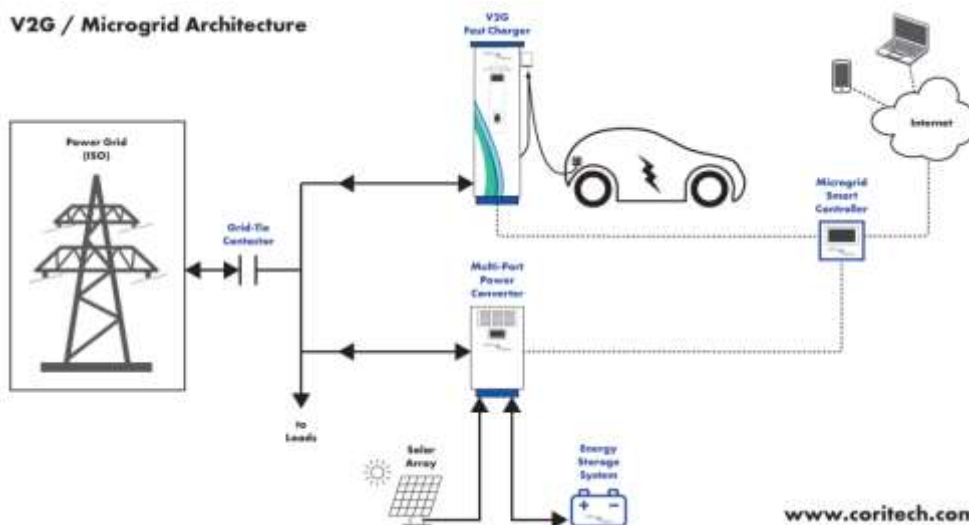 V2G / Microgrid Architecture
V2G
Fast Charger
Internet
Power Grid
(ISO)
Microgrid
Smart
Controller
Grid-Tie
Contactor
Multi-Port
Power
Converter
to
Loads
Solar
Array
Energy
Storage
System
+ −
www.coritech.com